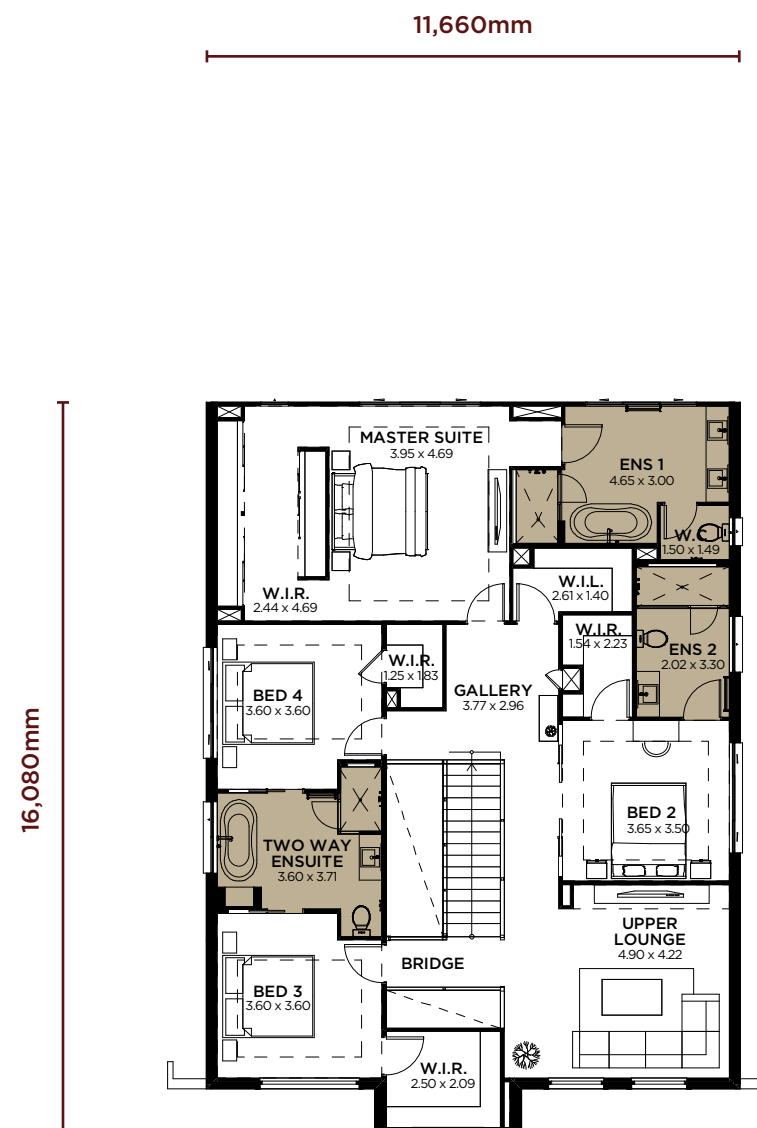 11,660mm
16,080mm
MASTER SUITE
3.95 x 4.69
ENS 1
4.65 x 3.00
W.C
1.50 x 1.49
W.I.R.
2.44 x 4.69
W.I.L.
2.61 x 1.40
W.I.R.
1.54 x 2.23
ENS 2
2.02 x 3.30
W.I.R.
1.25 x 1.83
BED 4
3.60 x 3.60
GALLERY
3.77 x 2.96
BED 2
3.65 x 3.50
TWO WAY
ENSUITE
3.60 x 3.71
UPPER
LOUNGE
4.90 x 4.22
BRIDGE
BED 3
3.60 x 3.60
W.I.R.
2.50 x 2.09